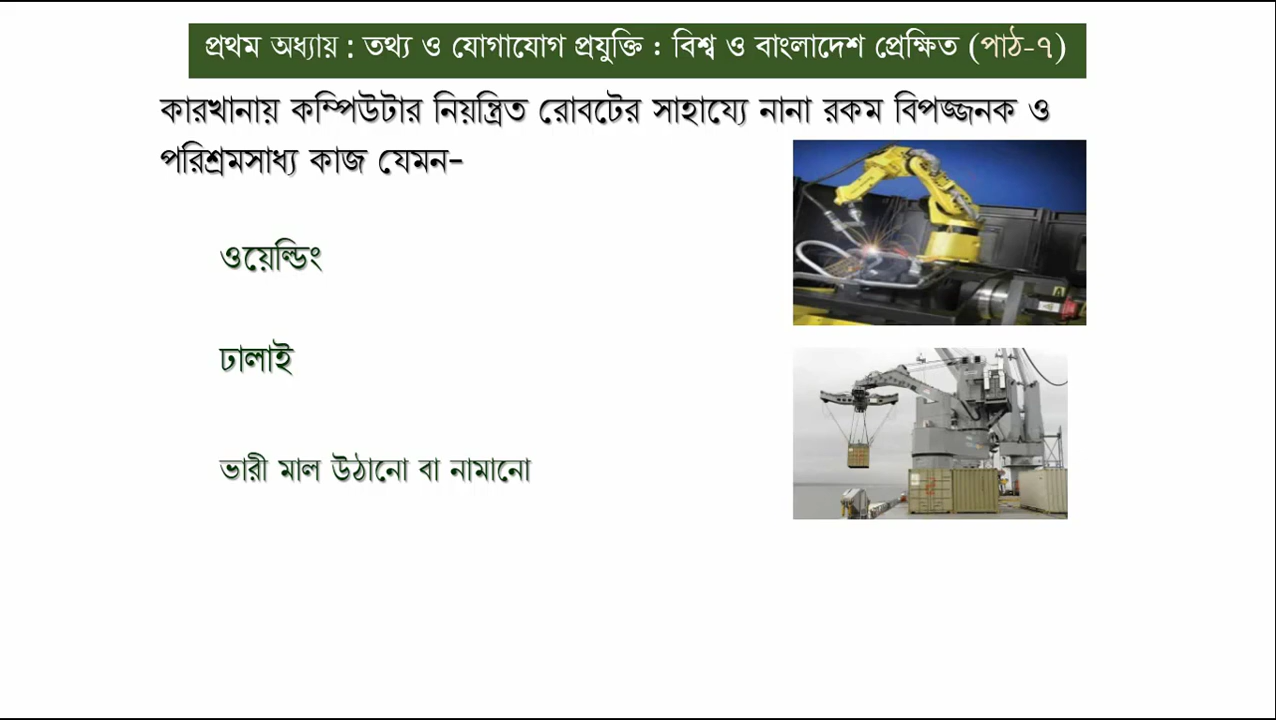 প্রথম অধ্যায় : তথ্য ও যোগাযোগ প্রযুক্তি : বিশ্ব ও বাংলাদেশ প্রেক্ষিত (পাঠ-৭)
কারখানায় কম্পিউটার নিয়ন্ত্রিত রোবটের সাহায্যে নানা রকম বিপজ্জনক ও
পরিশ্রমসাধ্য কাজ যেমন-
ওয়েল্ডিং
ঢালাই
ভারী মাল উঠানো বা নামানো